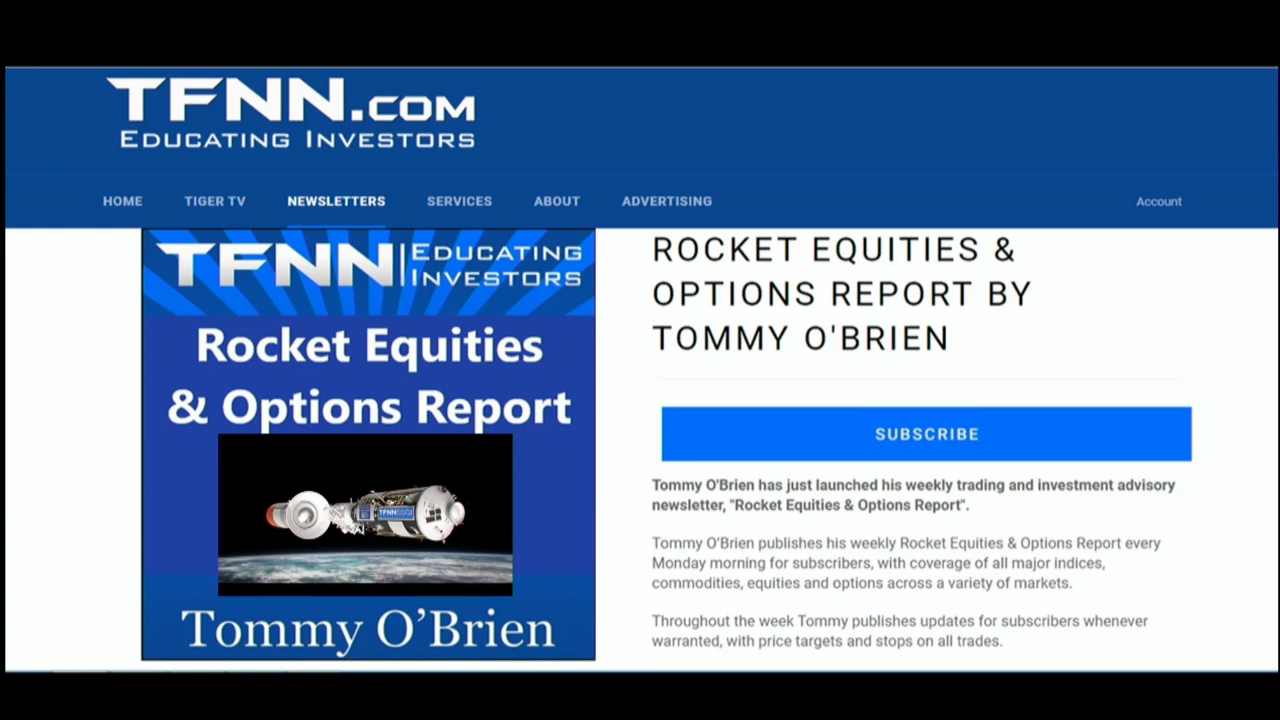 TFNN.COM
EDUCATING INVESTORS
HOME TIGER TV NEWSLETTERS SERVICES ABOUT ADVERTISING Account
TFNN EDUCATING
INVESTORS
Rocket Equities
& Options Report
TFNN
Tommy O'Brien
ROCKET EQUITIES &
OPTIONS REPORT BY
TOMMY O'BRIEN
SUBSCRIBE
Tommy O'Brien has just launched his weekly trading and investment advisory
newsletter, "Rocket Equities & Options Report".
Tommy O'Brien publishes his weekly Rocket Equities & Options Report every
Monday morning for subscribers, with coverage of all major indices,
commodities, equities and options across a variety of markets.
Throughout the week Tommy publishes updates for subscribers whenever
warranted, with price targets and stops on all trades.